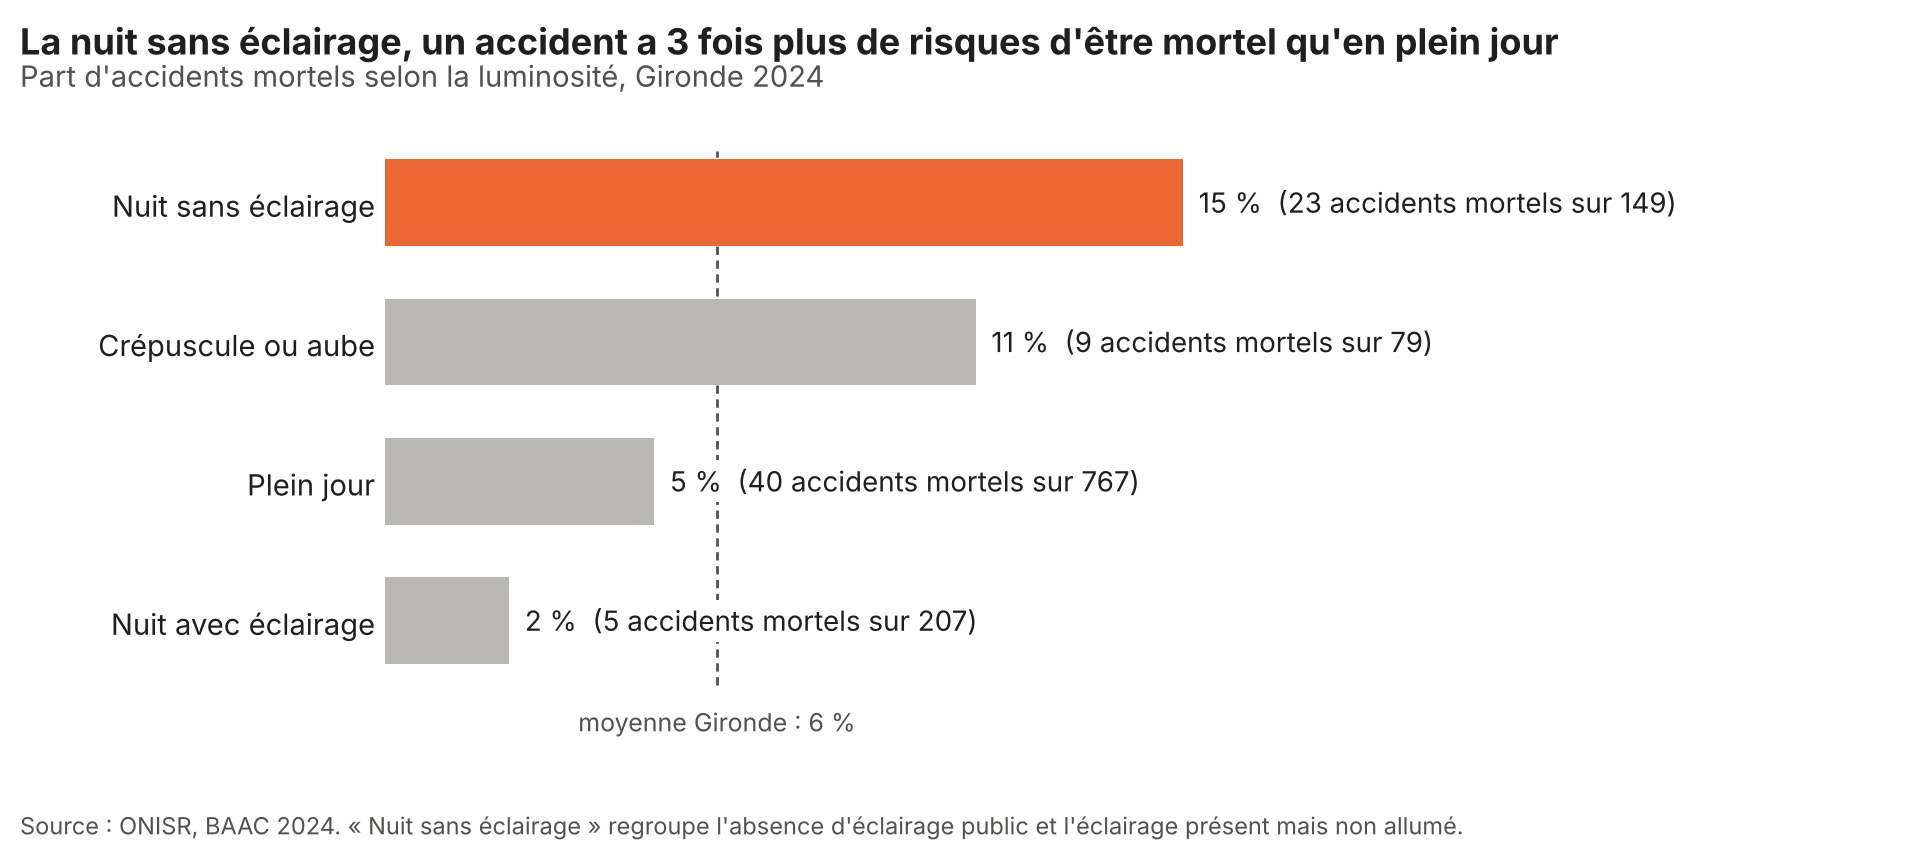 La nuit sans éclairage, un accident a 3 fois plus de risques d'être mortel qu'en plein jour
Part d'accidents mortels selon la luminosité, Gironde 2024
Nuit sans éclairage 15 % (23 accidents mortels sur 149)
Crépuscule ou aube 11 % (9 accidents mortels sur 79)
Plein jour 5 % (40 accidents mortels sur 767)
Nuit avec éclairage 2 % (5 accidents mortels sur 207)
moyenne Gironde : 6 %
Source : ONISR, BAAC 2024. « Nuit sans éclairage » regroupe l'absence d'éclairage public et l'éclairage présent mais non allumé.